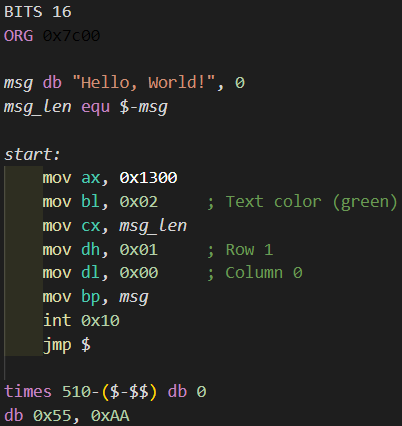 BITS 16
ORG 0x7c00
msg db "Hello, World!", 0
msg_len equ $-msg
start:
mov ax, 0x1300
mov bl, 0x02 ; Text color (green)
mov cx, msg_len
mov dh, 0x01 ; Row 1
mov dl, 0x00 ; Column 0
mov bp, msg
int 0x10
jmp $
times 510-($-$$) db 0
db 0x55, 0xAA